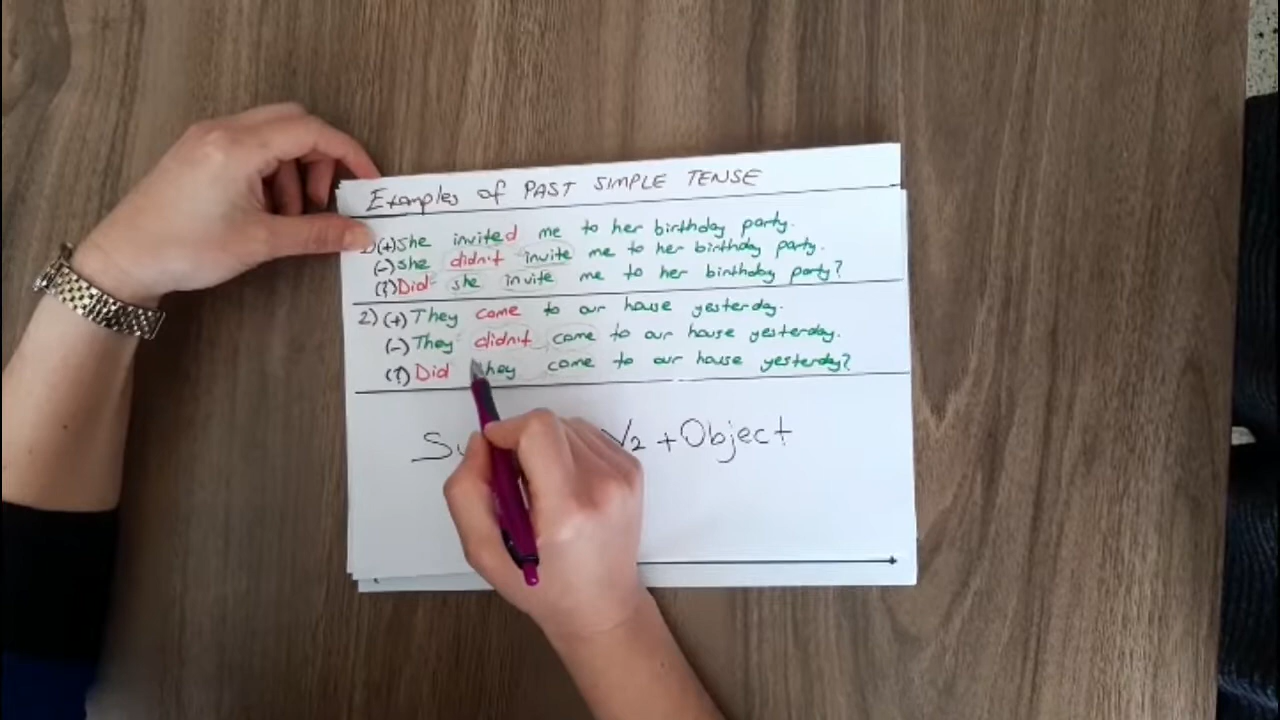 Examples of PAST SIMPLE TENSE
1)(+)She invited me to her birthday party.
(-)She didn't invite me to her birthday party.
(?)Did she invite me to her birthday party?
2)(+)They came to our house yesterday.
(-)They didn't come to our house yesterday.
(?)Did they come to our house yesterday?
V2 +Object